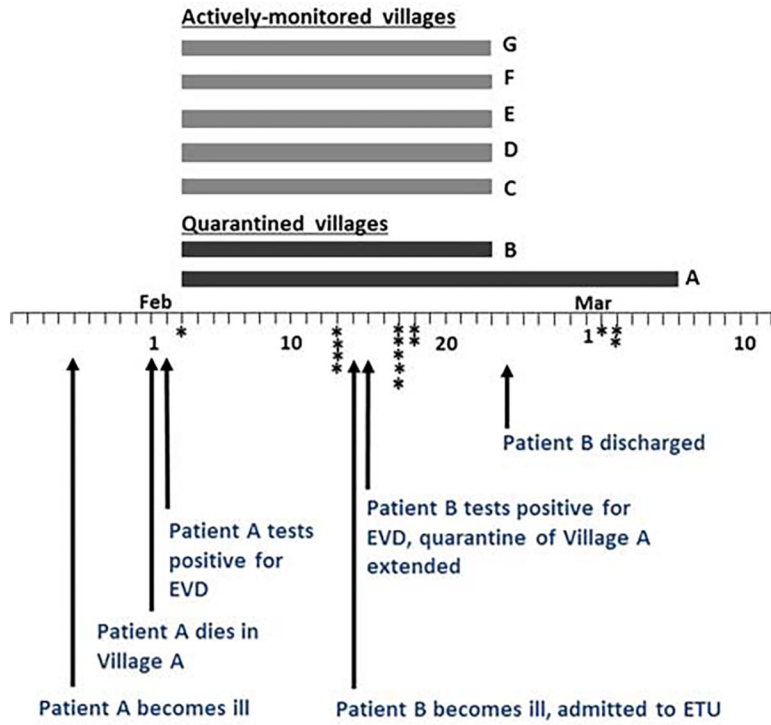 Actively-monitored villages
G
F
E
D
C
Quarantined villages
B
A
Feb Mar
1 10 20 1 10
*
* * * *
* * * * *
* *
*
* *
Patient B discharged
Patient A tests
positive for
EVD
Patient B tests positive for
EVD, quarantine of Village A
extended
Patient A dies in
Village A
Patient A becomes ill
Patient B becomes ill, admitted to ETU